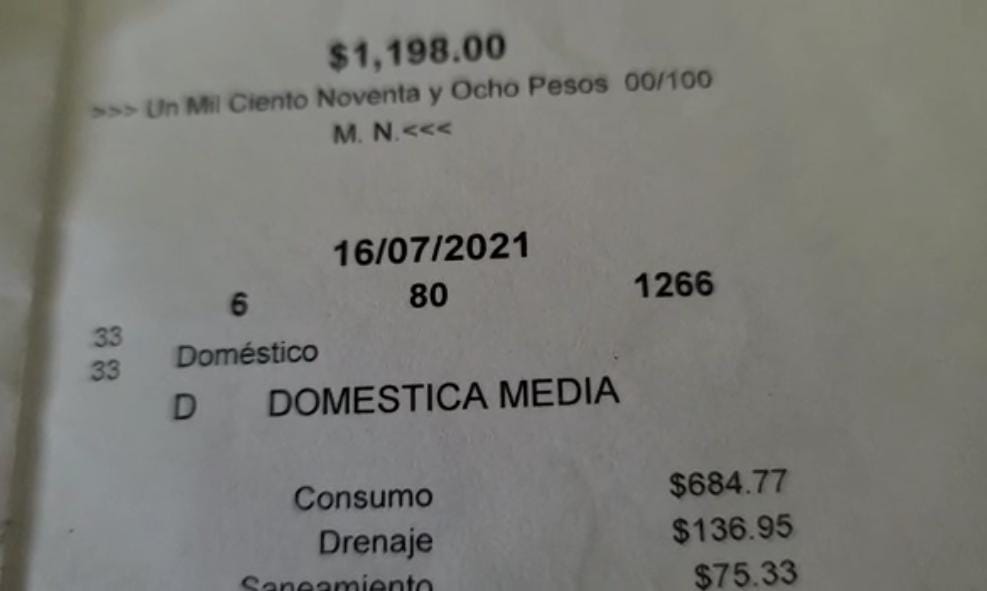 $1,198.00
>>> Un Mil Ciento Noventa y Ocho Pesos 00/100
M. N.<<<
16/07/2021
6 80 1266
33
33 Doméstico
D DOMESTICA MEDIA
Consumo $684.77
Drenaje $136.95
Saneamiento $75.33